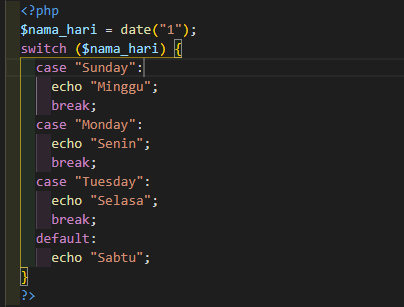 <?php
$nama_hari = date("1");
switch ($nama_hari) {
  case "Sunday":
    echo "Minggu";
    break;
  case "Monday":
    echo "Senin";
    break;
  case "Tuesday":
    echo "Selasa";
    break;
  default:
    echo "Sabtu";
}
?>